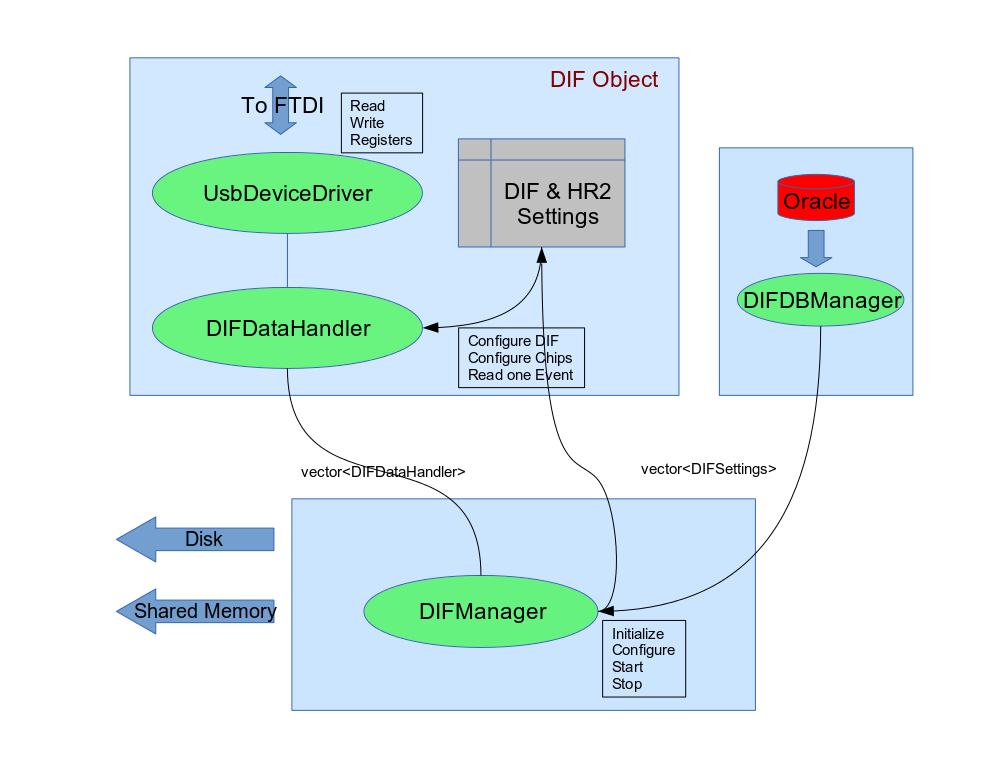 DIF Object
To FTDI
Read
Write
Registers
UsbDeviceDriver
DIF & HR2
Settings
Oracle
DIFDBManager
DIFDataHandler
Configure DIF
Configure Chips
Read one Event
vector<DIFDataHandler>
vector<DIFSettings>
Disk
Shared Memory
DIFManager
Initialize
Configure
Start
Stop